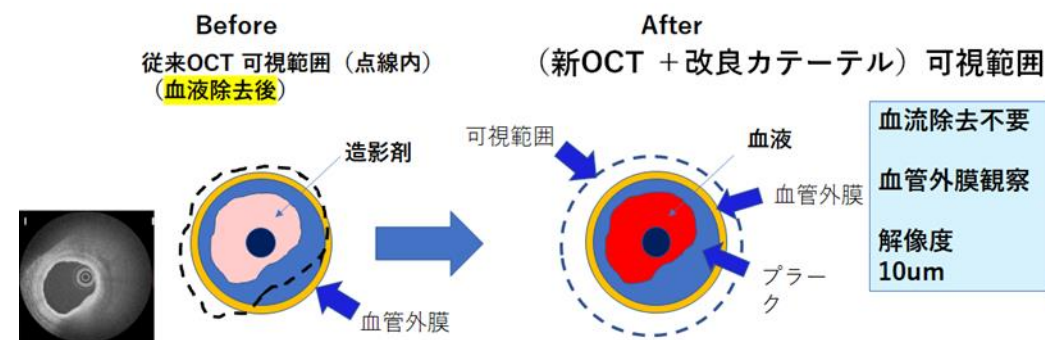 Before
従来OCT 可視範囲（点線内）
（血液除去後）
造影剤
血管外膜
After
（新OCT ＋改良カテーテル）可視範囲
可視範囲
血液
血管外膜
プラー
ク
血流除去不要
血管外膜観察
解像度
10um